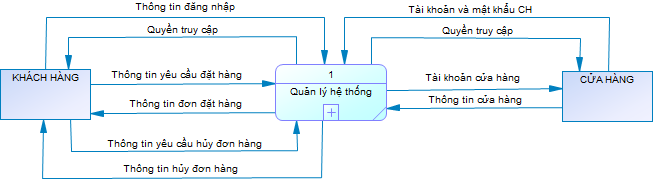 Thông tin đăng nhập
Tài khoản và mật khẩu CH
Quyền truy cập
Quyền truy cập
KHÁCH HÀNG
1
CỬA HÀNG
Thông tin yêu cầu đặt hàng
Quản lý hệ thống
Tài khoản cửa hàng
Thông tin đơn đặt hàng
Thông tin cửa hàng
Thông tin yêu cầu hủy đơn hàng
Thông tin hủy đơn hàng